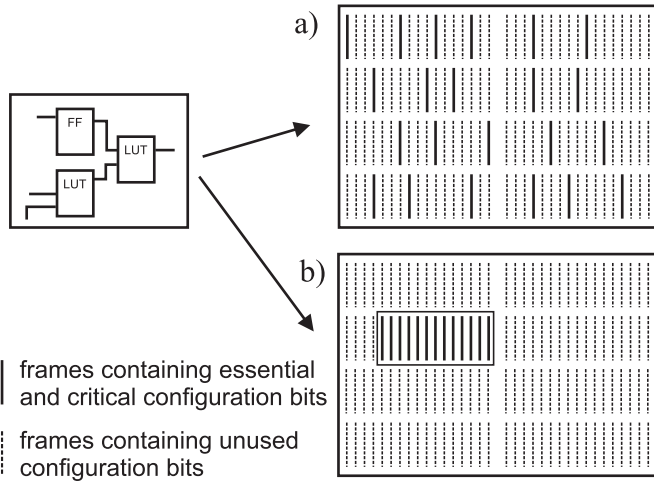 a)
FF
LUT
LUT
b)
frames containing essential
and critical configuration bits
frames containing unused
configuration bits